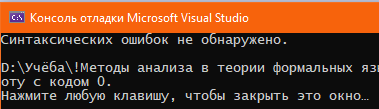 Консоль отладки Microsoft Visual Studio
Синтаксических ошибок не обнаружено.
D:\Учёба\!Методы анализа в теории формальных яз
оту с кодом 0.
Нажмите любую клавишу, чтобы закрыть это окно…